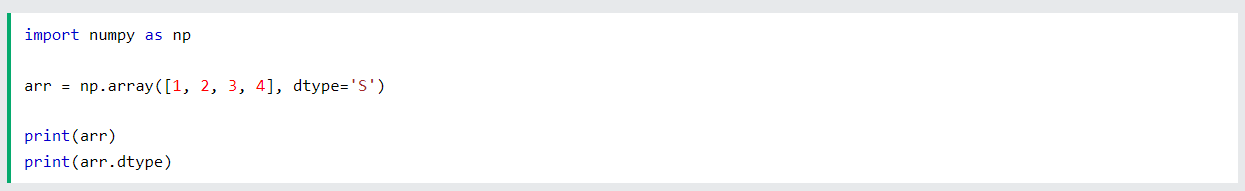 import numpy as np
arr = np.array([1, 2, 3, 4], dtype='S')
print(arr)
print(arr.dtype)